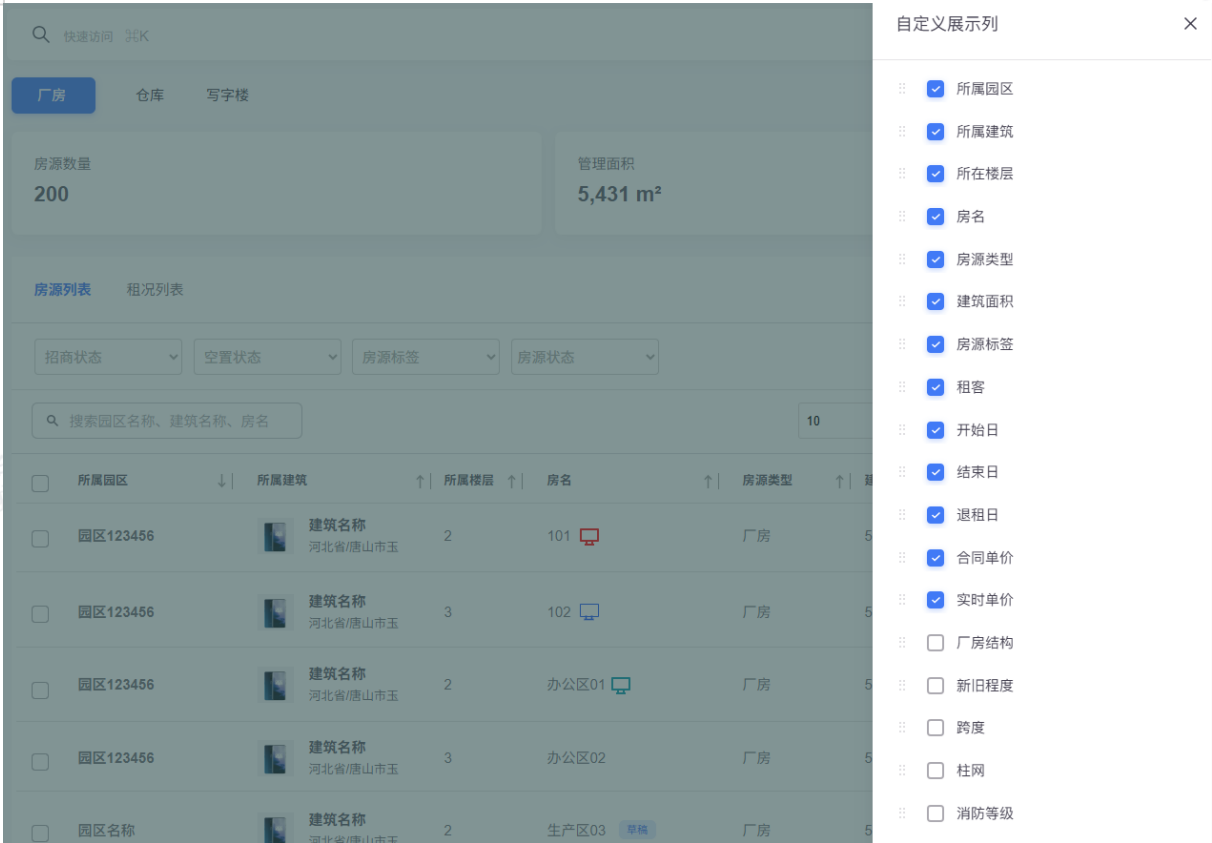 快速访问 ⌘K
厂房 仓库 写字楼
房源数量
200
管理面积
5,431 m²
房源列表 租况列表
招商状态 空置状态 房源标签 房源状态
搜索园区名称、建筑名称、房名
10
所属园区 所属建筑 所属楼层 房名 房源类型 建
园区123456 建筑名称 2 101 厂房 5
河北省/唐山市玉
园区123456 建筑名称 3 102 厂房 5
河北省/唐山市玉
园区123456 建筑名称 2 办公区01 厂房 5
河北省/唐山市玉
园区123456 建筑名称 3 办公区02 厂房 5
河北省/唐山市玉
园区名称 建筑名称 2 生产区03 草稿 厂房 5
河北省/唐山市玉
自定义展示列
所属园区
所属建筑
所在楼层
房名
房源类型
建筑面积
房源标签
租客
开始日
结束日
退租日
合同单价
实时单价
厂房结构
新旧程度
跨度
柱网
消防等级